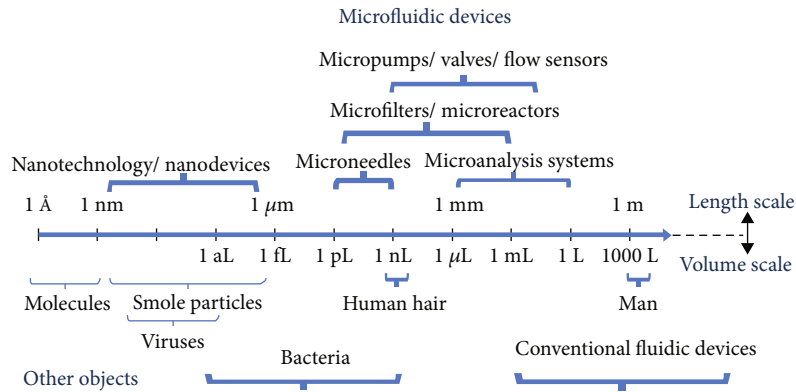 Microfluidic devices
Micropumps/ valves/ flow sensors
Microfilters/ microreactors
Nanotechnology/ nanodevices
Microneedles
Microanalysis systems
1 Å
1 nm
1 μm
1 mm
1 m
Length scale
1 aL
1 fL
1 pL
1 nL
1 μL
1 mL
1 L
1000 L
Volume scale
Molecules
Smole particles
Human hair
Man
Viruses
Bacteria
Conventional fluidic devices
Other objects